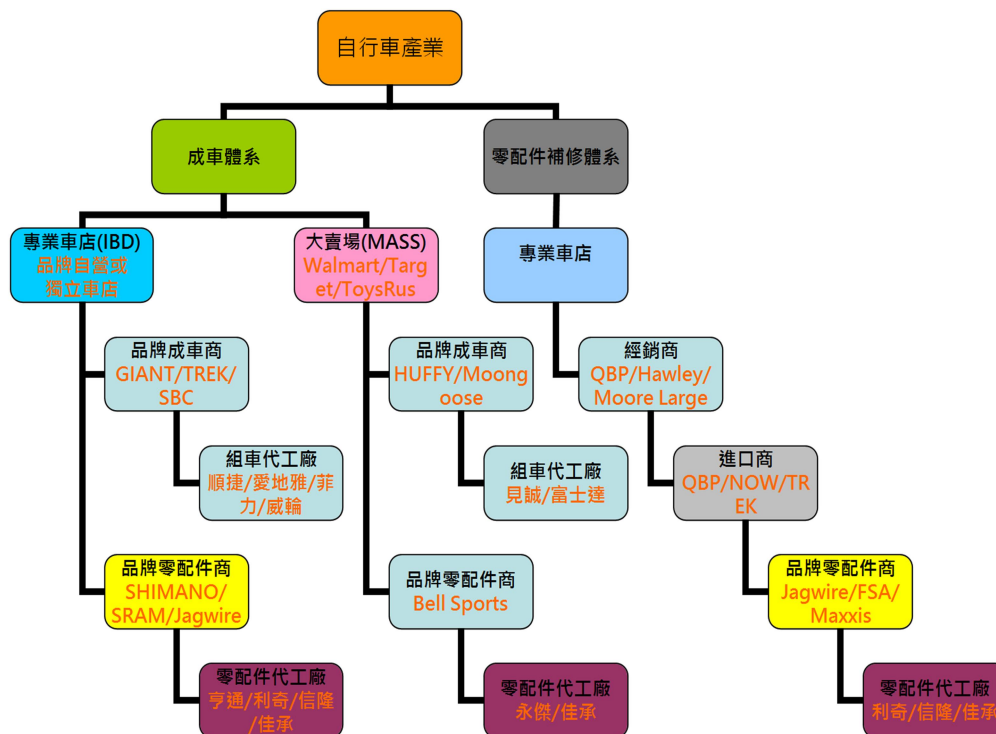 自行車產業
成車體系
零配件補修體系
專業車店(IBD)
品牌自營或
獨立車店
大賣場(MASS)
Walmart/Targ
et/ToysRus
專業車店
品牌成車商
GIANT/TREK/
SBC
品牌成車商
HUFFY/Moong
oose
經銷商
QBP/Hawley/
Moore Large
組車代工廠
順捷/愛地雅/菲
力/威輪
組車代工廠
見誠/富士達
進口商
QBP/NOW/TR
EK
品牌零配件商
SHIMANO/
SRAM/Jagwire
品牌零配件商
Bell Sports
品牌零配件商
Jagwire/FSA/
Maxxis
零配件代工廠
亨通/利奇/信隆
/佳承
零配件代工廠
永傑/佳承
零配件代工廠
利奇/信隆/佳承